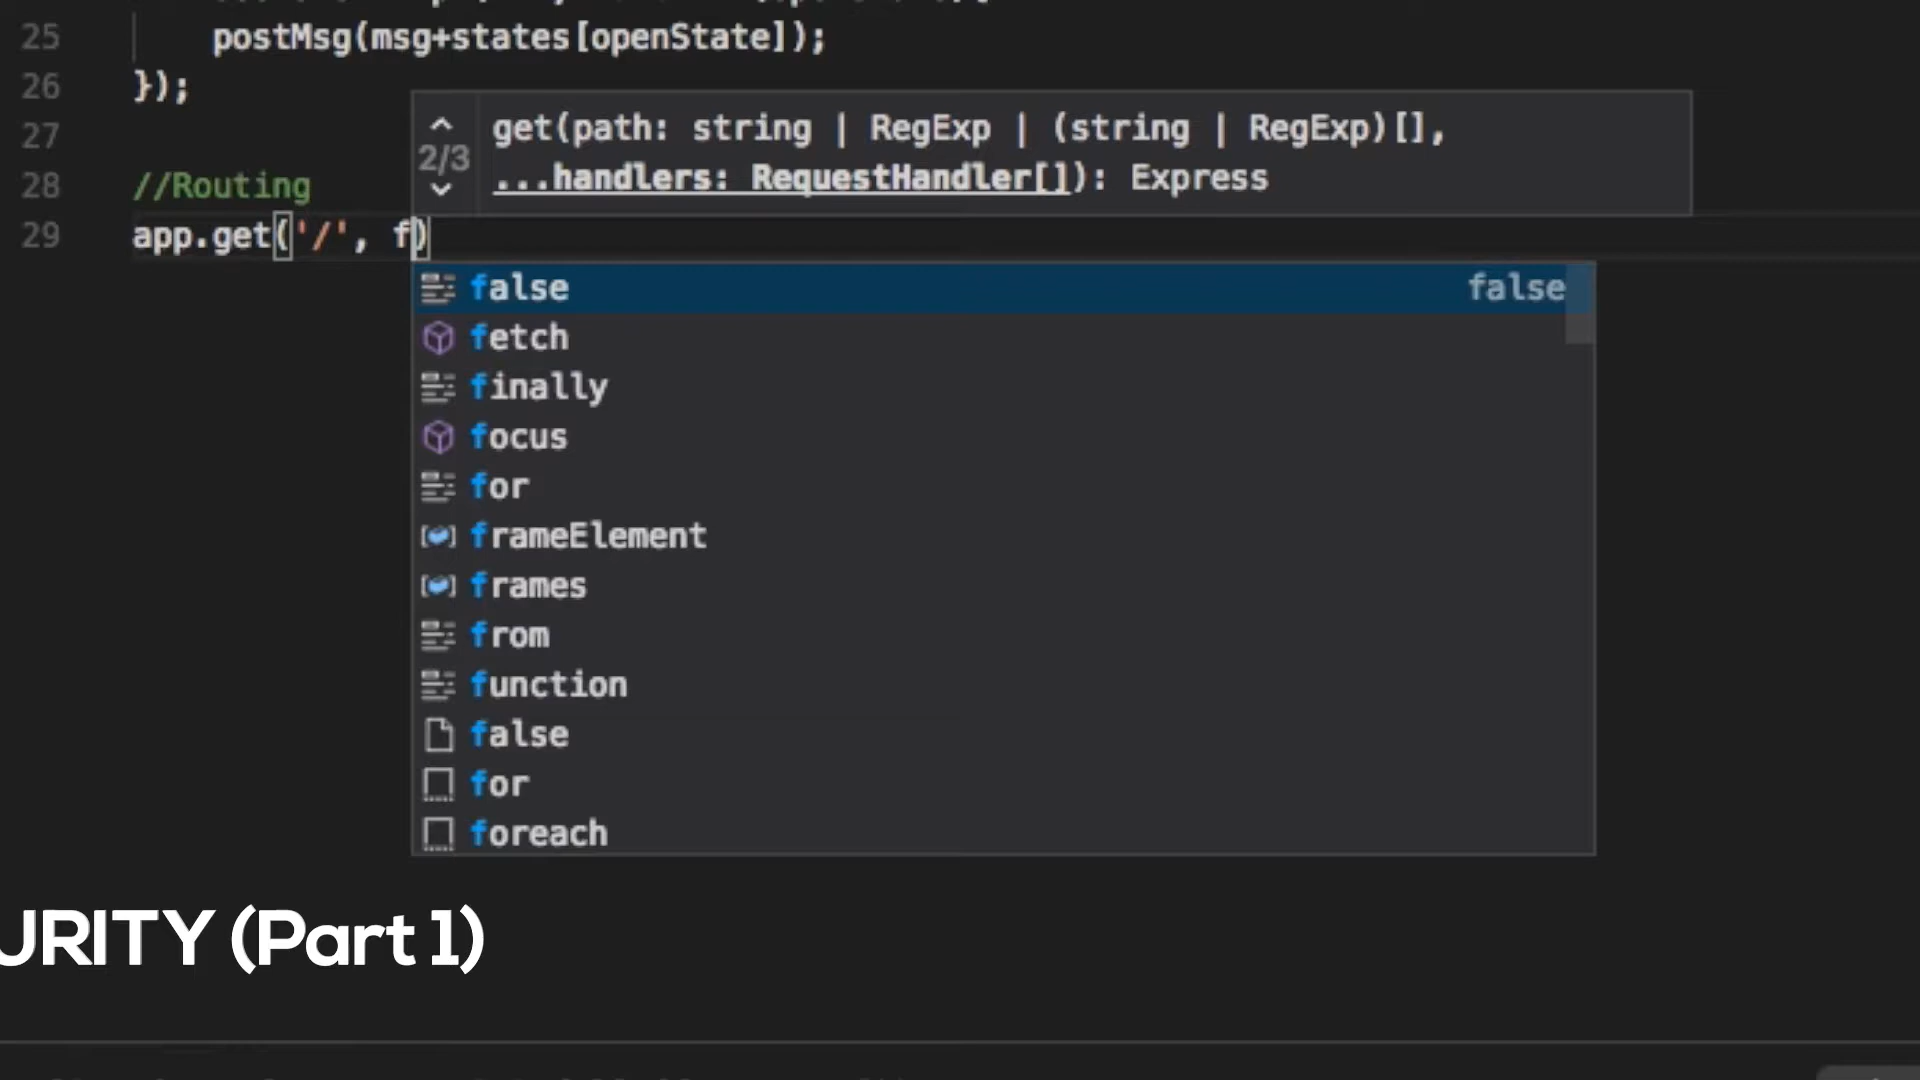 25 postMsg(msg+states[openState]);
26 });
27
28 //Routing
29 app.get('/', f)
2/3
get(path: string | RegExp | (string | RegExp)[],
...handlers: RequestHandler[]): Express
false false
fetch
finally
focus
for
frameElement
frames
from
function
false
for
foreach
URITY (Part 1)